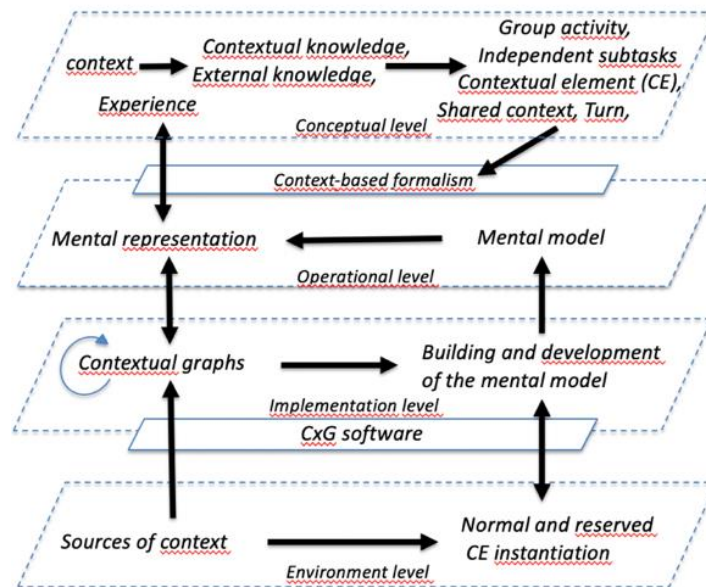 Group activity,
Contextual knowledge,
Independent subtasks
context
External knowledge,
Contextual element (CE),
Experience
Shared context, Turn,
Conceptual level
Context-based formalism
Mental representation
Mental model
Operational level
Contextual graphs
Building and development
of the mental model
Implementation level
CxG software
Sources of context
Normal and reserved
CE instantiation
Environment level